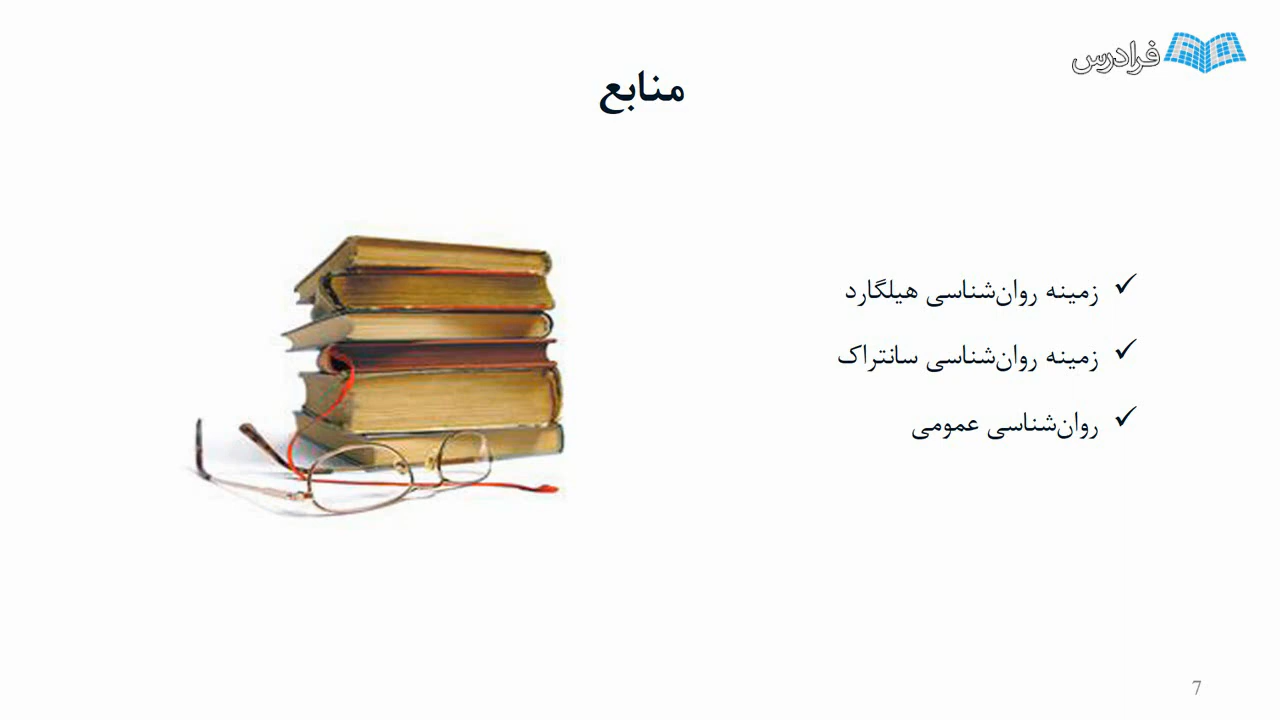 فرادرس
منابع
زمینه روان‌شناسی هیلگارد
زمینه روان‌شناسی سانتراک
روان‌شناسی عمومی
7